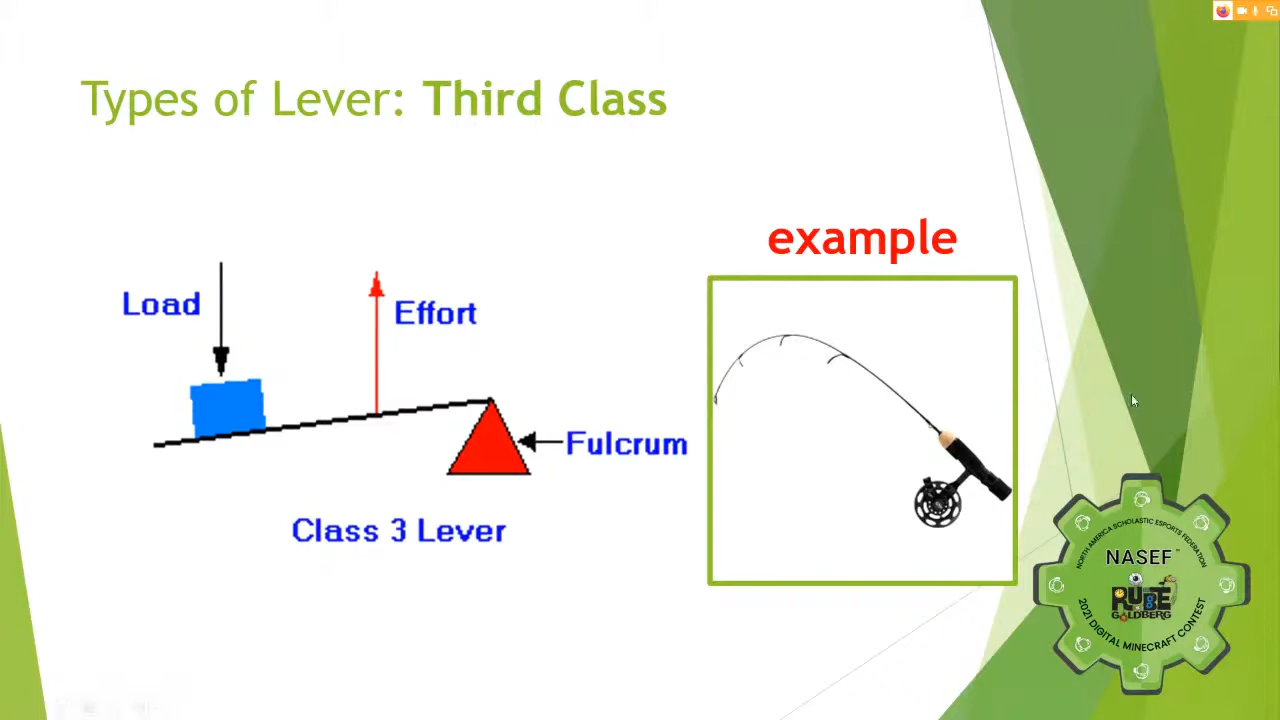 Types of Lever: Third Class
example
Load
Effort
Fulcrum
Class 3 Lever
NORTH AMERICA SCHOLASTIC ESPORTS FEDERATION
NASEF™
RUBE
GOLDBERG
2021 DIGITAL MINECRAFT CONTEST